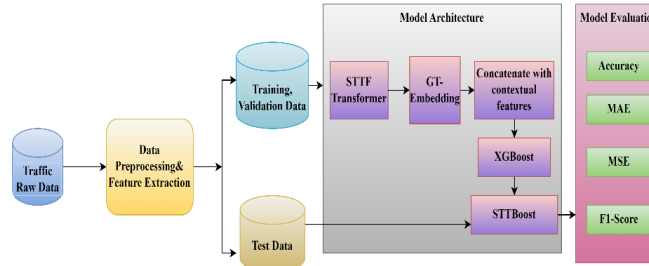 Model Architecture
Model Evaluation
Training,
Validation Data
STTF
Transformer
GT-
Embedding
Concatenate with
contextual
features
Accuracy
MAE
Traffic
Raw Data
Data
Preprocessing&
Feature Extraction
XGBoost
MSE
Test Data
STTBoost
F1-Score